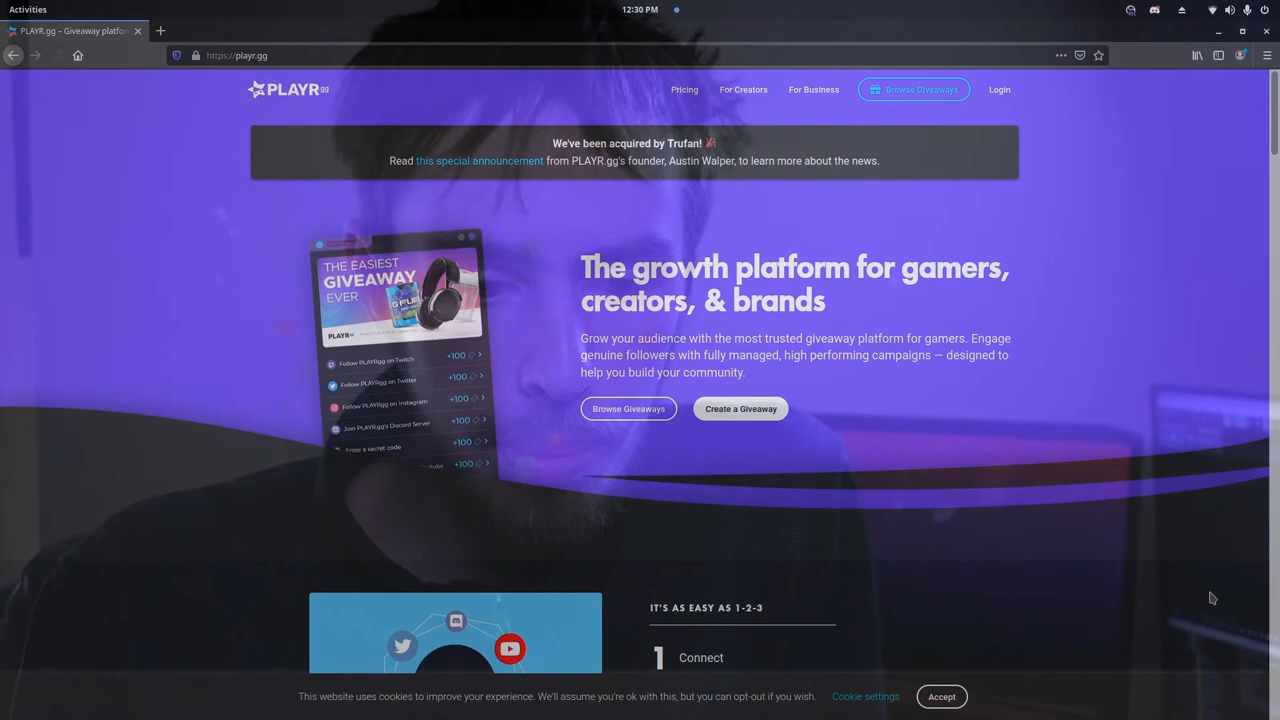 Activities
12:30 PM
PLAYR.gg – Giveaway platfor
https://playr.gg
PLAYR.gg
Pricing
For Creators
For Business
Browse Giveaways
Login
We've been acquired by Trufan! 🎉
Read this special announcement from PLAYR.gg's founder, Austin Walper, to learn more about the news.
THE EASIEST
GIVEAWAY
EVER
G FUEL
PLAYR
Follow PLAYRgg on Twitch
+100
Follow PLAYRgg on Twitter
+100
Follow PLAYRgg on Instagram
+100
Join PLAYR.gg's Discord Server
+100
Enter a secret code
+100
+100
The growth platform for gamers,
creators, & brands
Grow your audience with the most trusted giveaway platform for gamers. Engage
genuine followers with fully managed, high performing campaigns — designed to
help you build your community.
Browse Giveaways
Create a Giveaway
IT'S AS EASY AS 1-2-3
1 Connect
This website uses cookies to improve your experience. We'll assume you're ok with this, but you can opt-out if you wish.
Cookie settings
Accept